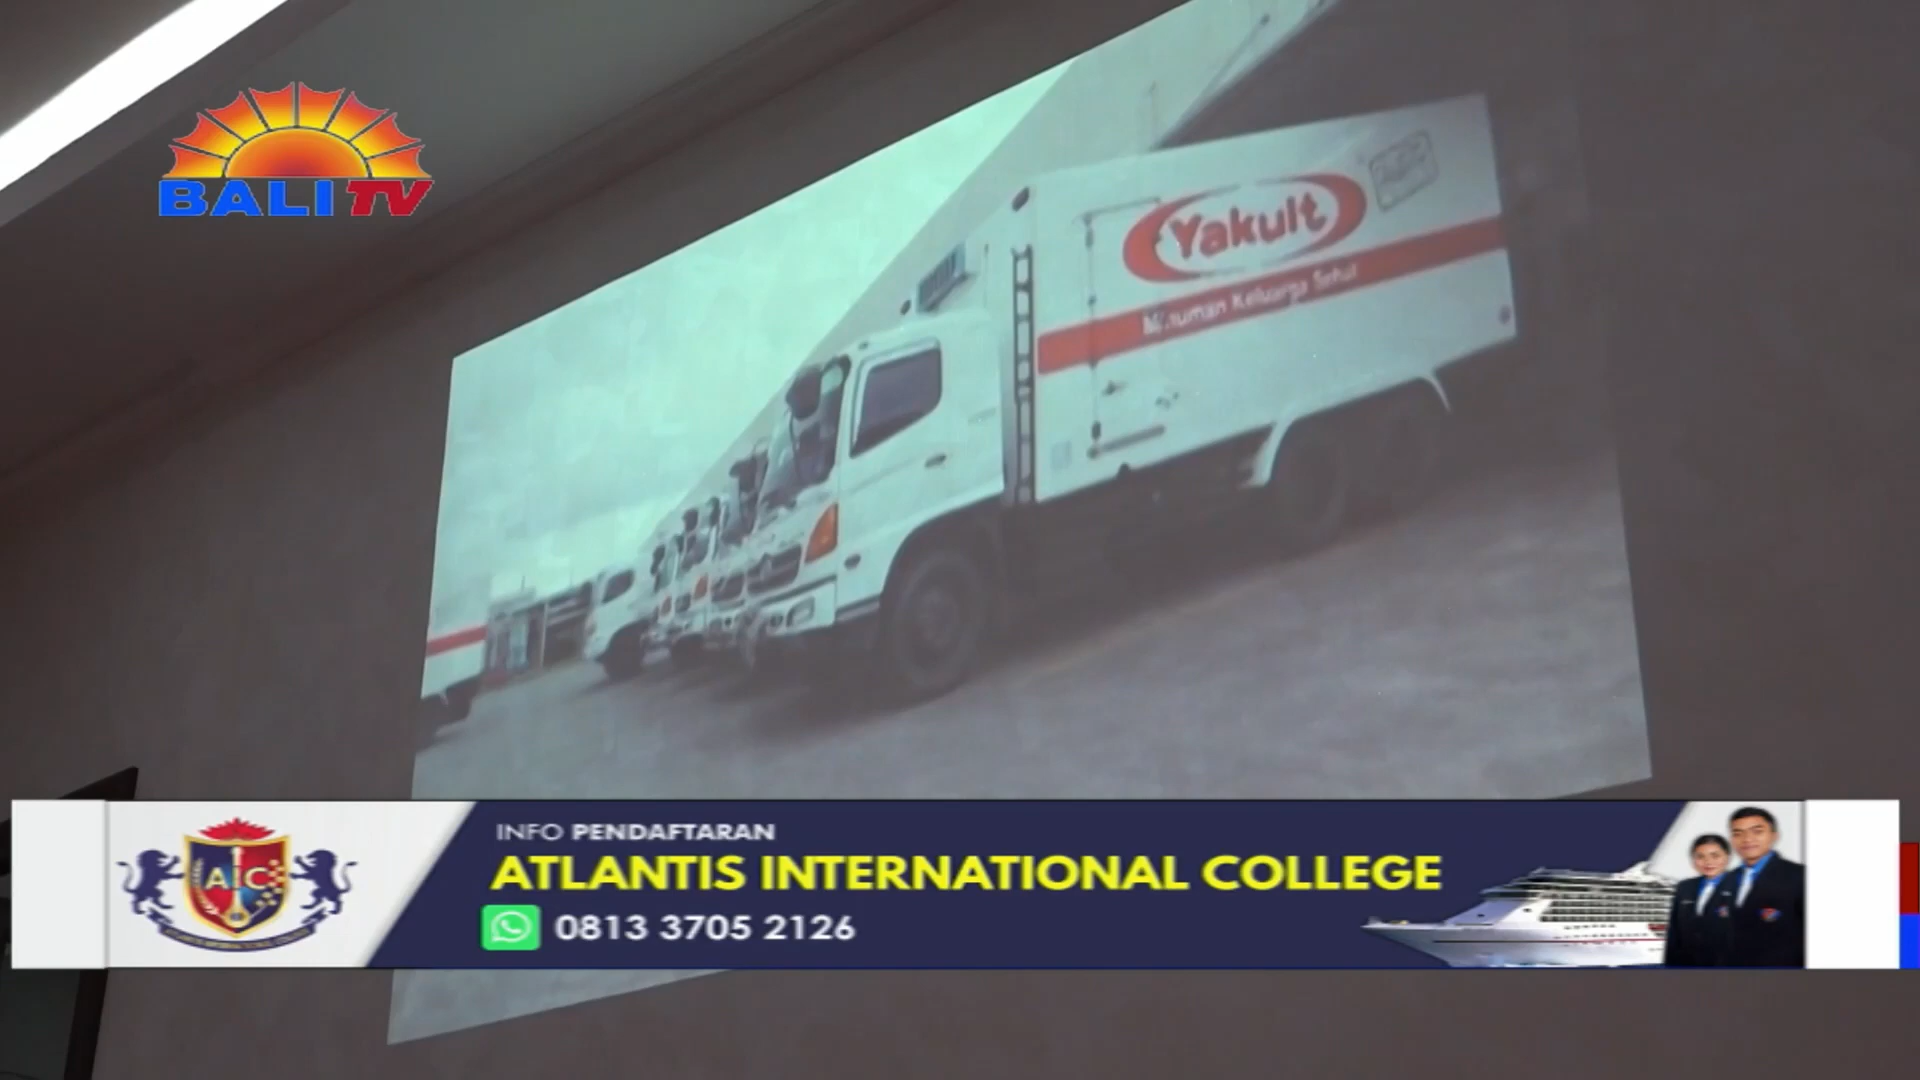 BALI TV
Yakult
Minuman Keluarga Sehat
INFO PENDAFTARAN
ATLANTIS INTERNATIONAL COLLEGE
0813 3705 2126
AIC